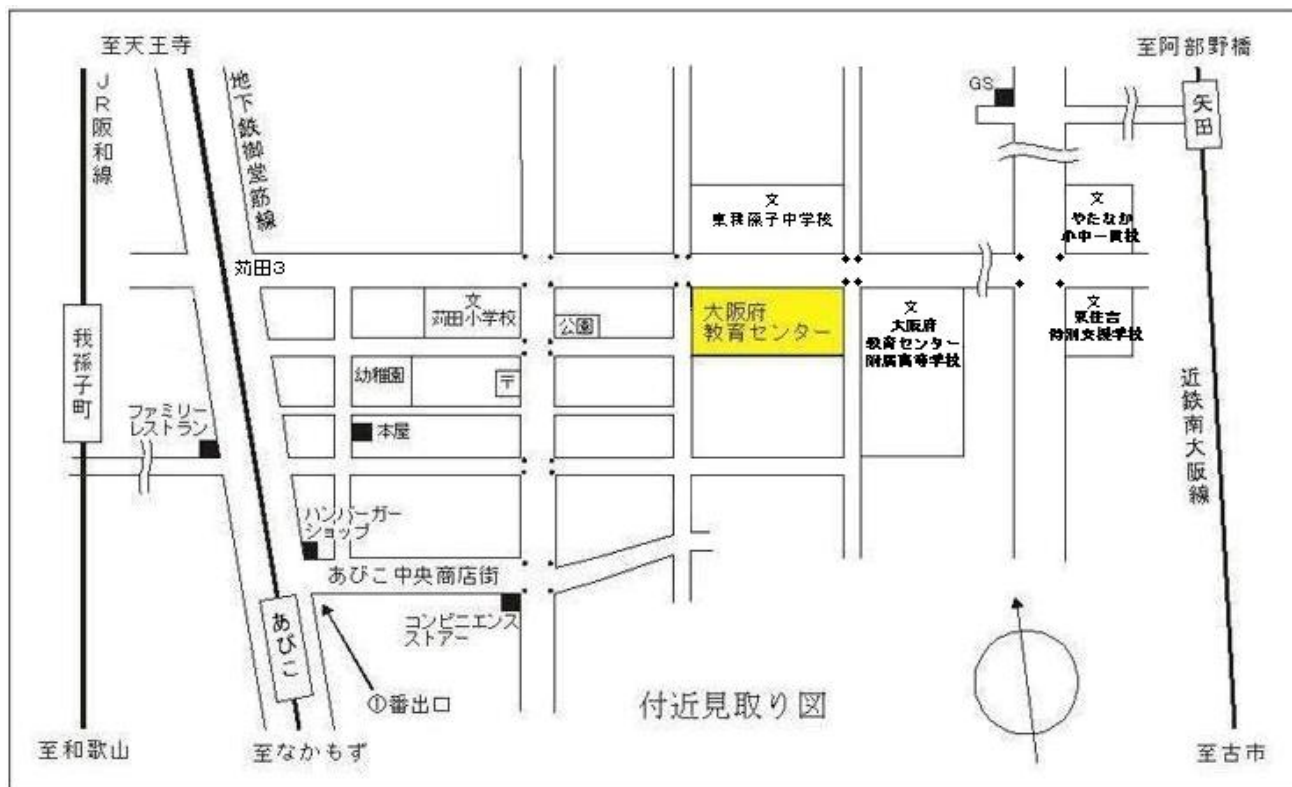 至天王寺
至阿部野橋
JR阪和線
地下鉄御堂筋線
GS
矢田
文
東我孫子中学校
文
やたなか
小中一貫校
苅田3
文
苅田小学校
公園
大阪府
教育センター
文
大阪府
教育センター
附属高等学校
文
東住吉
特別支援学校
我孫子町
幼稚園
〒
近鉄南大阪線
ファミリー
レストラン
本屋
ハンバーガー
ショップ
あびこ中央商店街
あびこ
コンビニエンス
ストアー
①番出口
付近見取り図
至和歌山
至なかもず
至古市